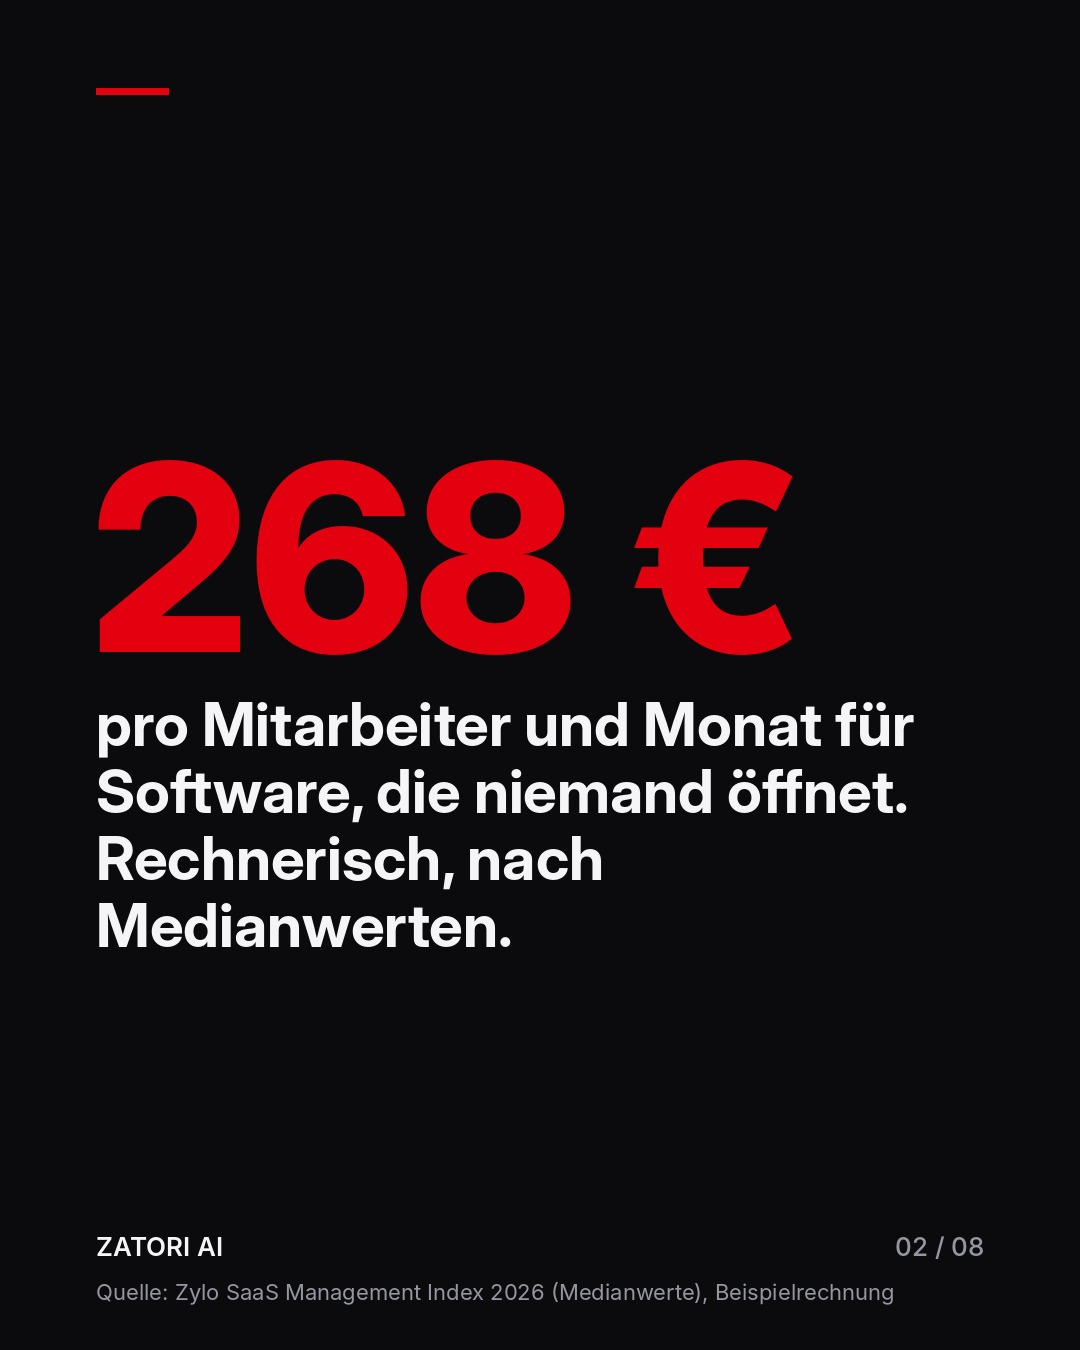 268 €
pro Mitarbeiter und Monat für
Software, die niemand öffnet.
Rechnerisch, nach
Medianwerten.
ZATORI AI
02 / 08
Quelle: Zylo SaaS Management Index 2026 (Medianwerte), Beispielrechnung